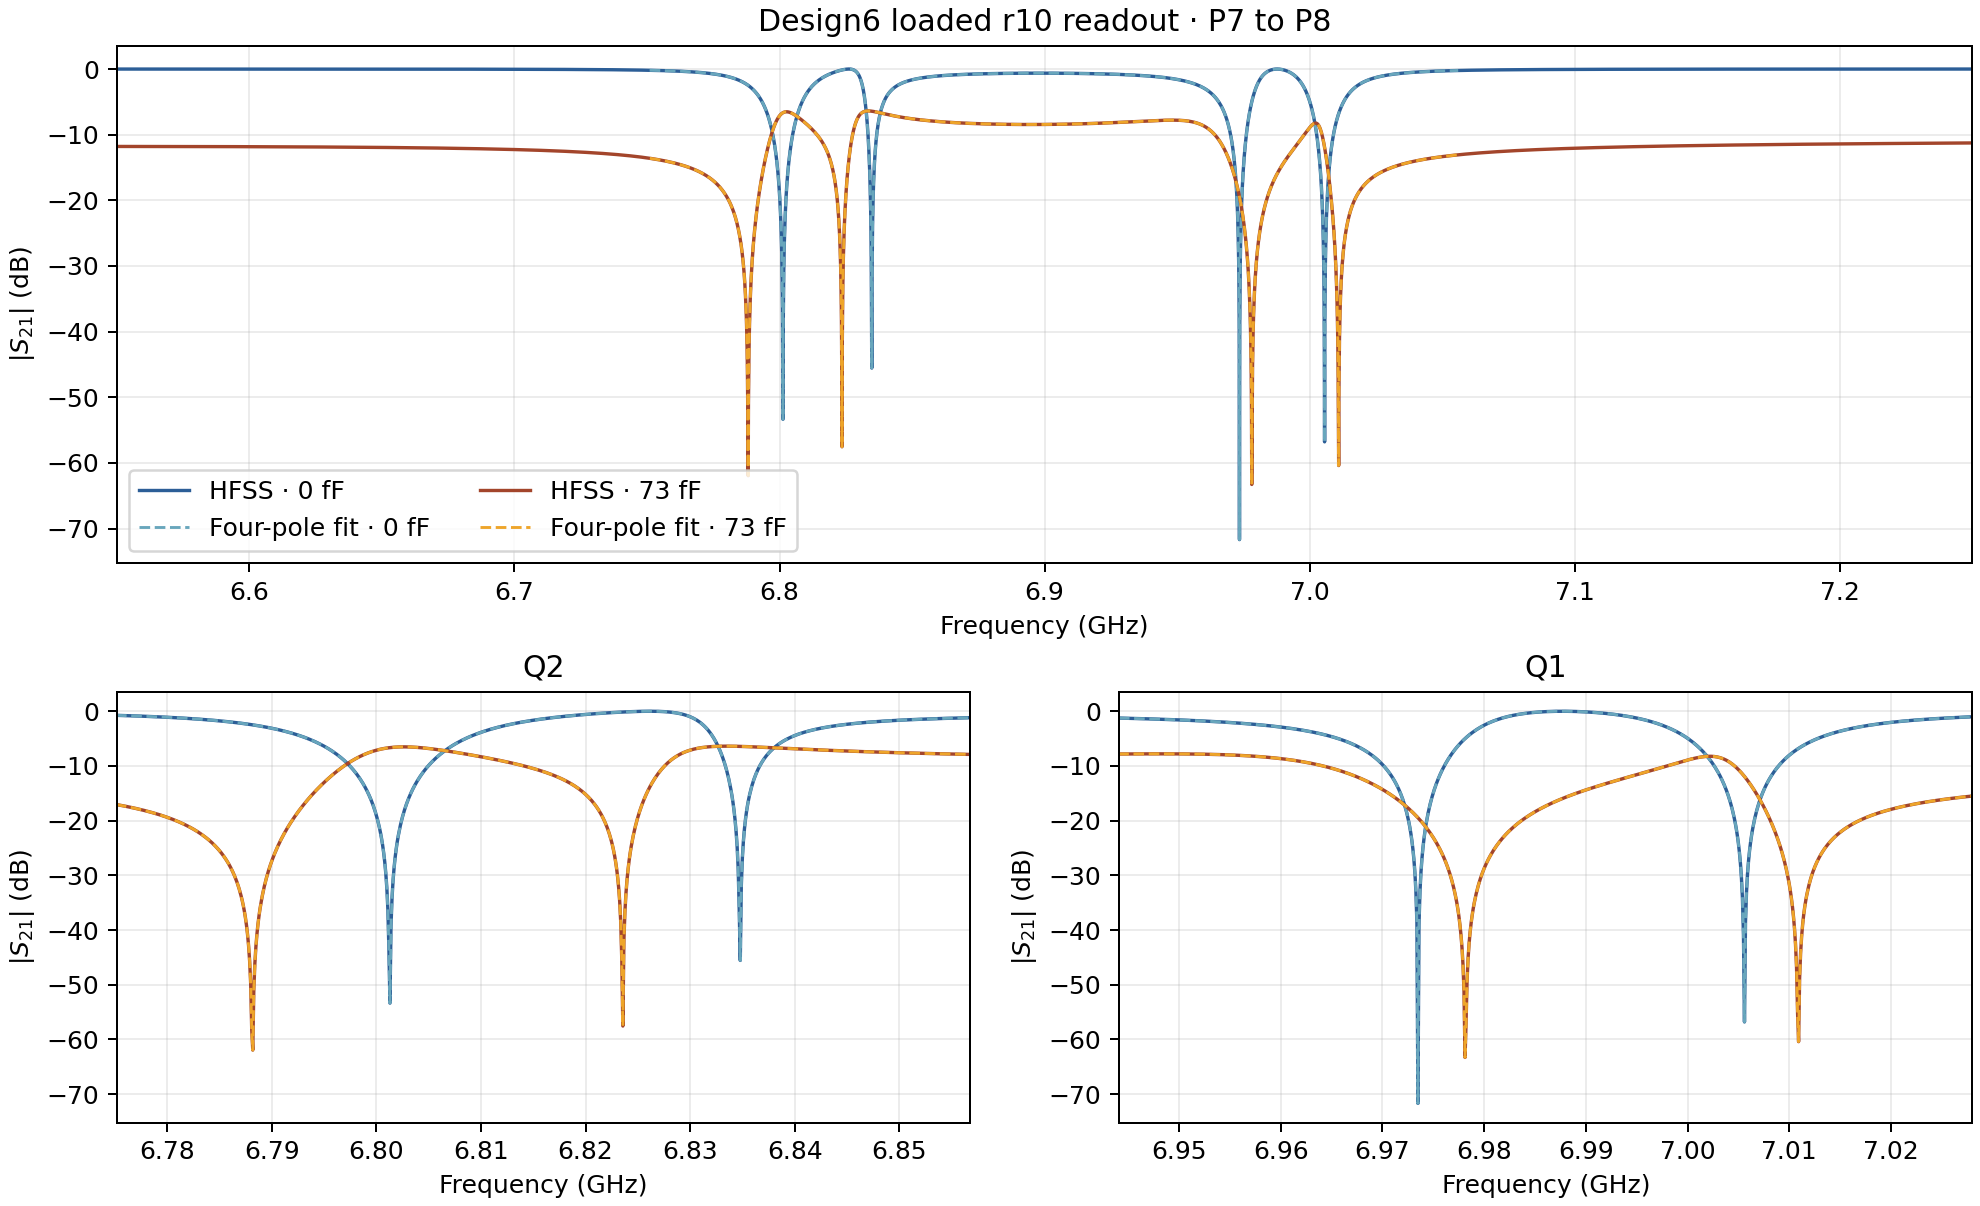 Design6 loaded r10 readout · P7 to P8
|S21| (dB)
0
−10
−20
−30
−40
−50
−60
−70
HFSS · 0 fF
Four-pole fit · 0 fF
HFSS · 73 fF
Four-pole fit · 73 fF
6.6 6.7 6.8 6.9 7.0 7.1 7.2
Frequency (GHz)
Q2
|S21| (dB)
0
−10
−20
−30
−40
−50
−60
−70
6.78 6.79 6.80 6.81 6.82 6.83 6.84 6.85
Frequency (GHz)
Q1
|S21| (dB)
0
−10
−20
−30
−40
−50
−60
−70
6.95 6.96 6.97 6.98 6.99 7.00 7.01 7.02
Frequency (GHz)